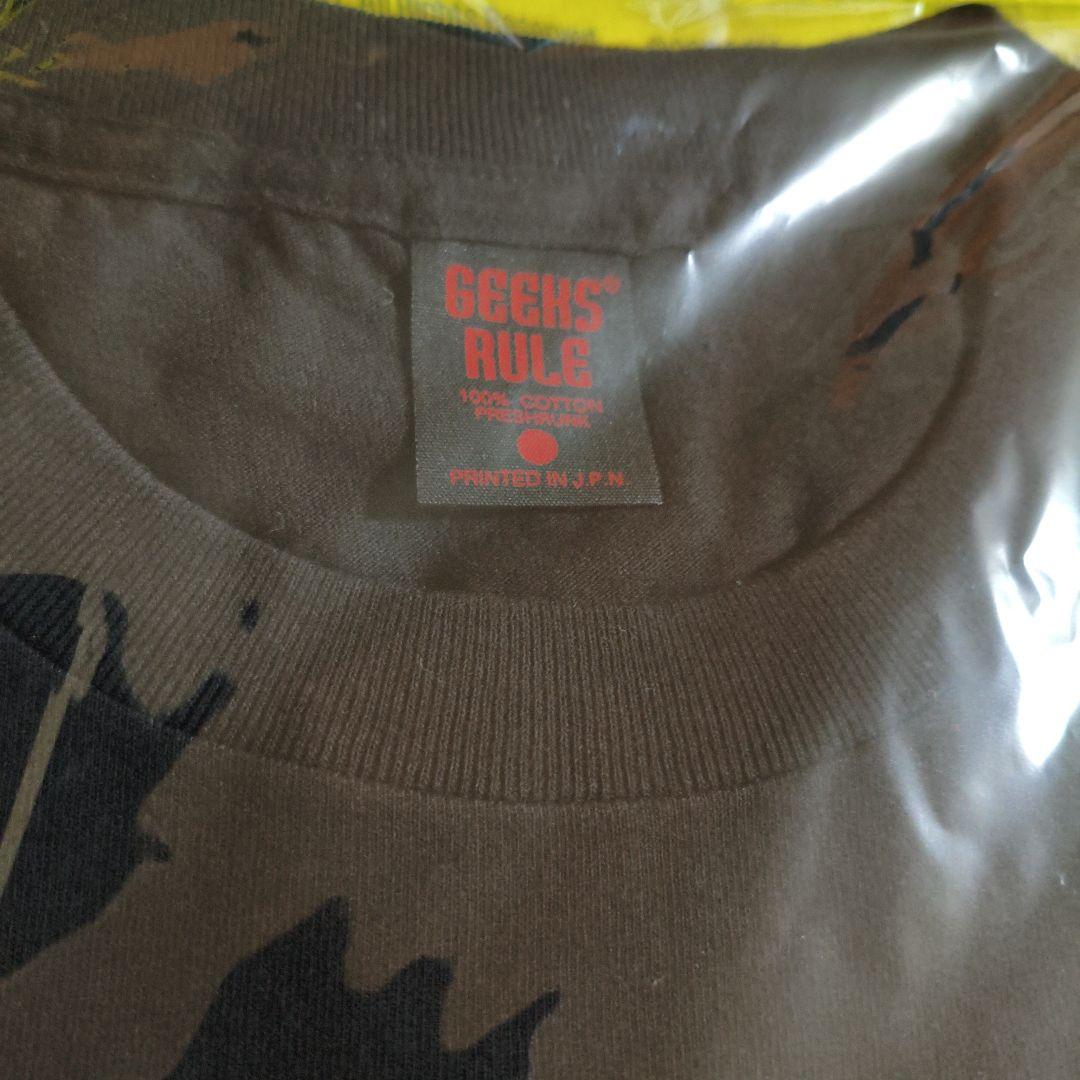 GEEKS®
RULE
100% COTTON
PRESHRUNK
PRINTED IN J.P.N.